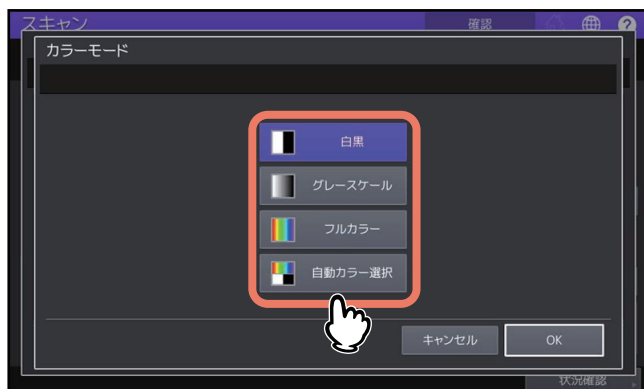 スキャン
確認
?
カラーモード
白黒
グレースケール
フルカラー
自動カラー選択
キャンセル
OK
状況確認